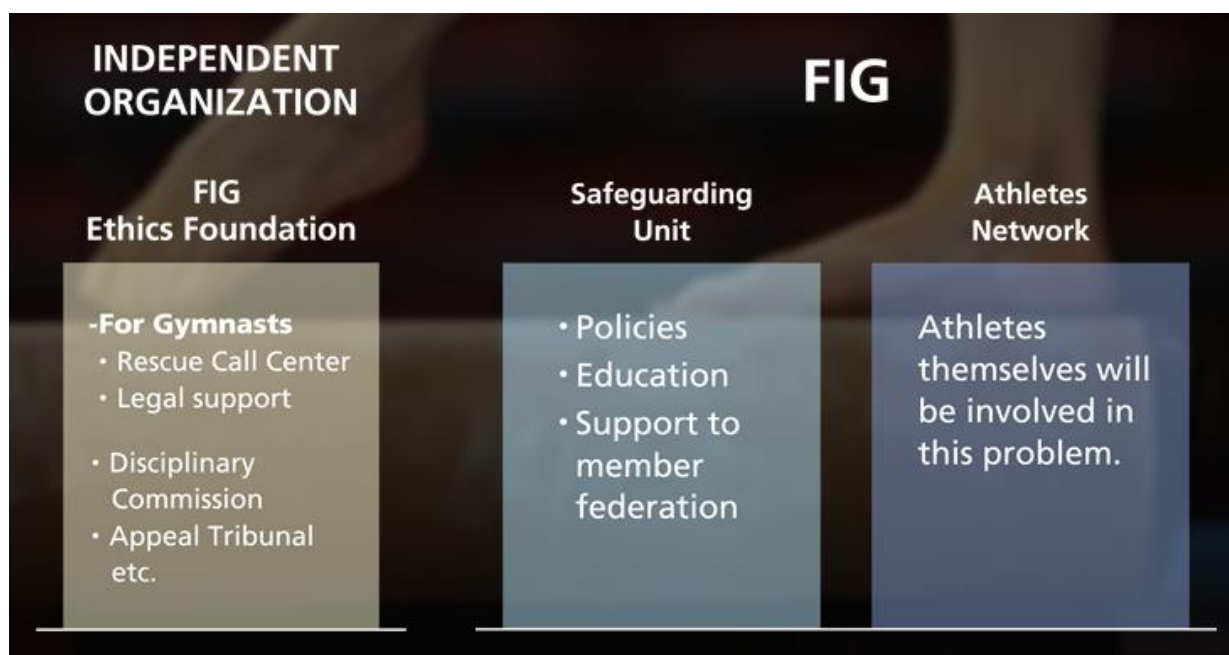 INDEPENDENT
ORGANIZATION
FIG
Ethics Foundation
-For Gymnasts
・Rescue Call Center
・Legal support
・Disciplinary
Commission
・Appeal Tribunal
etc.
FIG
Safeguarding
Unit
・Policies
・Education
・Support to
member
federation
Athletes
Network
Athletes
themselves will
be involved in
this problem.